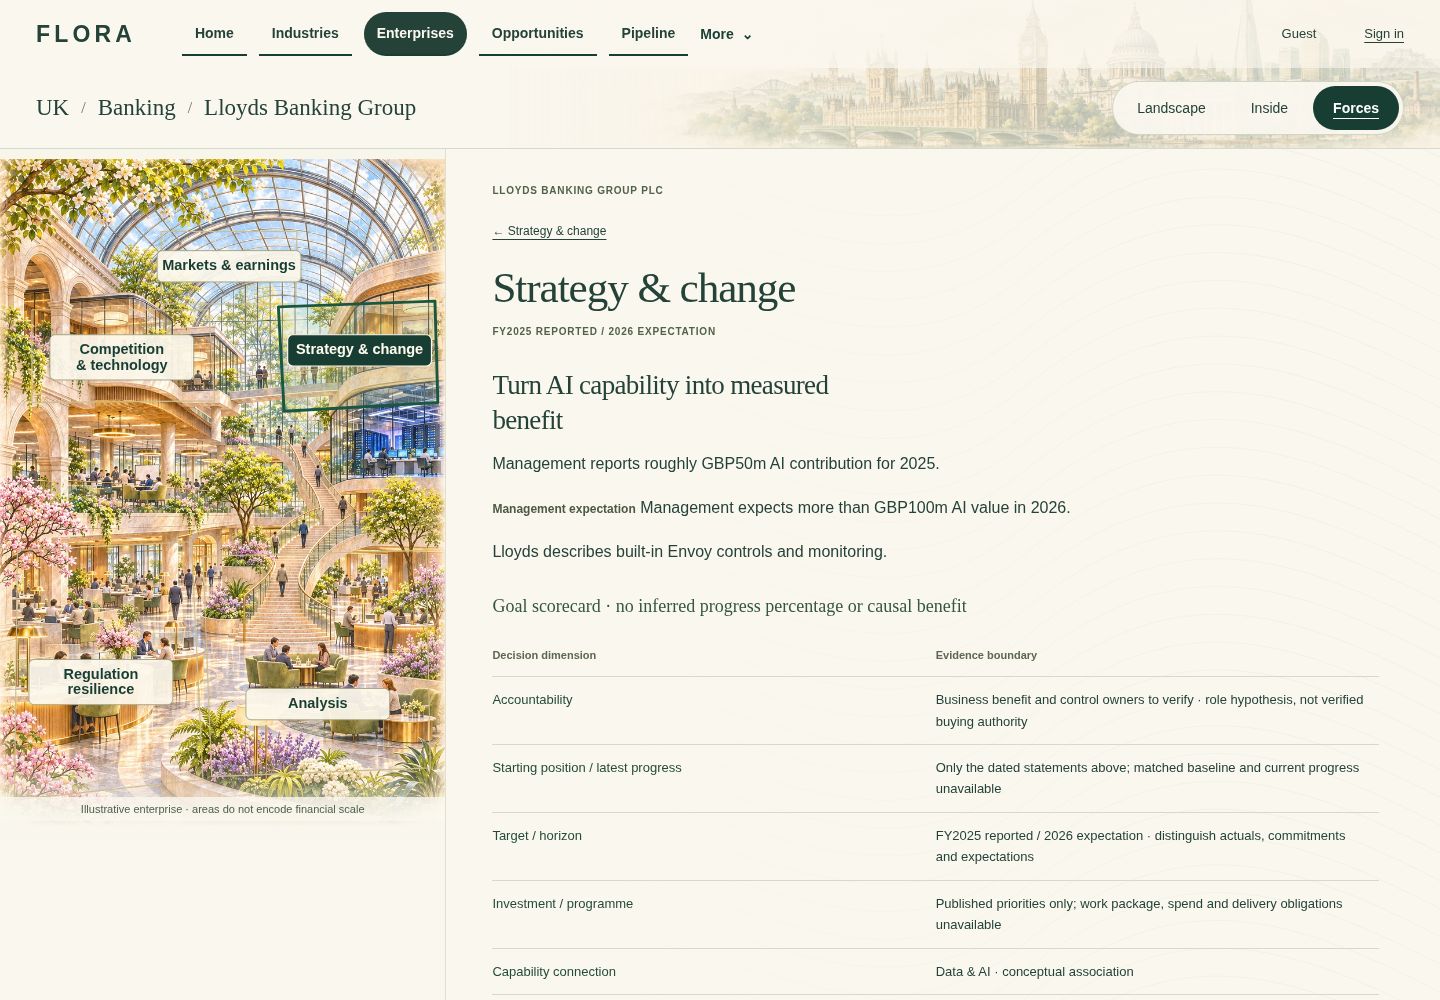 FLORA
Home
Industries
Enterprises
Opportunities
Pipeline
More
Guest
Sign in
UK / Banking / Lloyds Banking Group
Landscape
Inside
Forces
Markets & earnings
Competition
& technology
Strategy & change
Regulation
resilience
Analysis
Illustrative enterprise · areas do not encode financial scale
LLOYDS BANKING GROUP PLC
← Strategy & change
Strategy & change
FY2025 REPORTED / 2026 EXPECTATION
Turn AI capability into measured
benefit
Management reports roughly GBP50m AI contribution for 2025.
Management expectation Management expects more than GBP100m AI value in 2026.
Lloyds describes built-in Envoy controls and monitoring.
Goal scorecard · no inferred progress percentage or causal benefit
Decision dimension
Evidence boundary
Accountability
Business benefit and control owners to verify · role hypothesis, not verified
buying authority
Starting position / latest progress
Only the dated statements above; matched baseline and current progress
unavailable
Target / horizon
FY2025 reported / 2026 expectation · distinguish actuals, commitments
and expectations
Investment / programme
Published priorities only; work package, spend and delivery obligations
unavailable
Capability connection
Data & AI · conceptual association